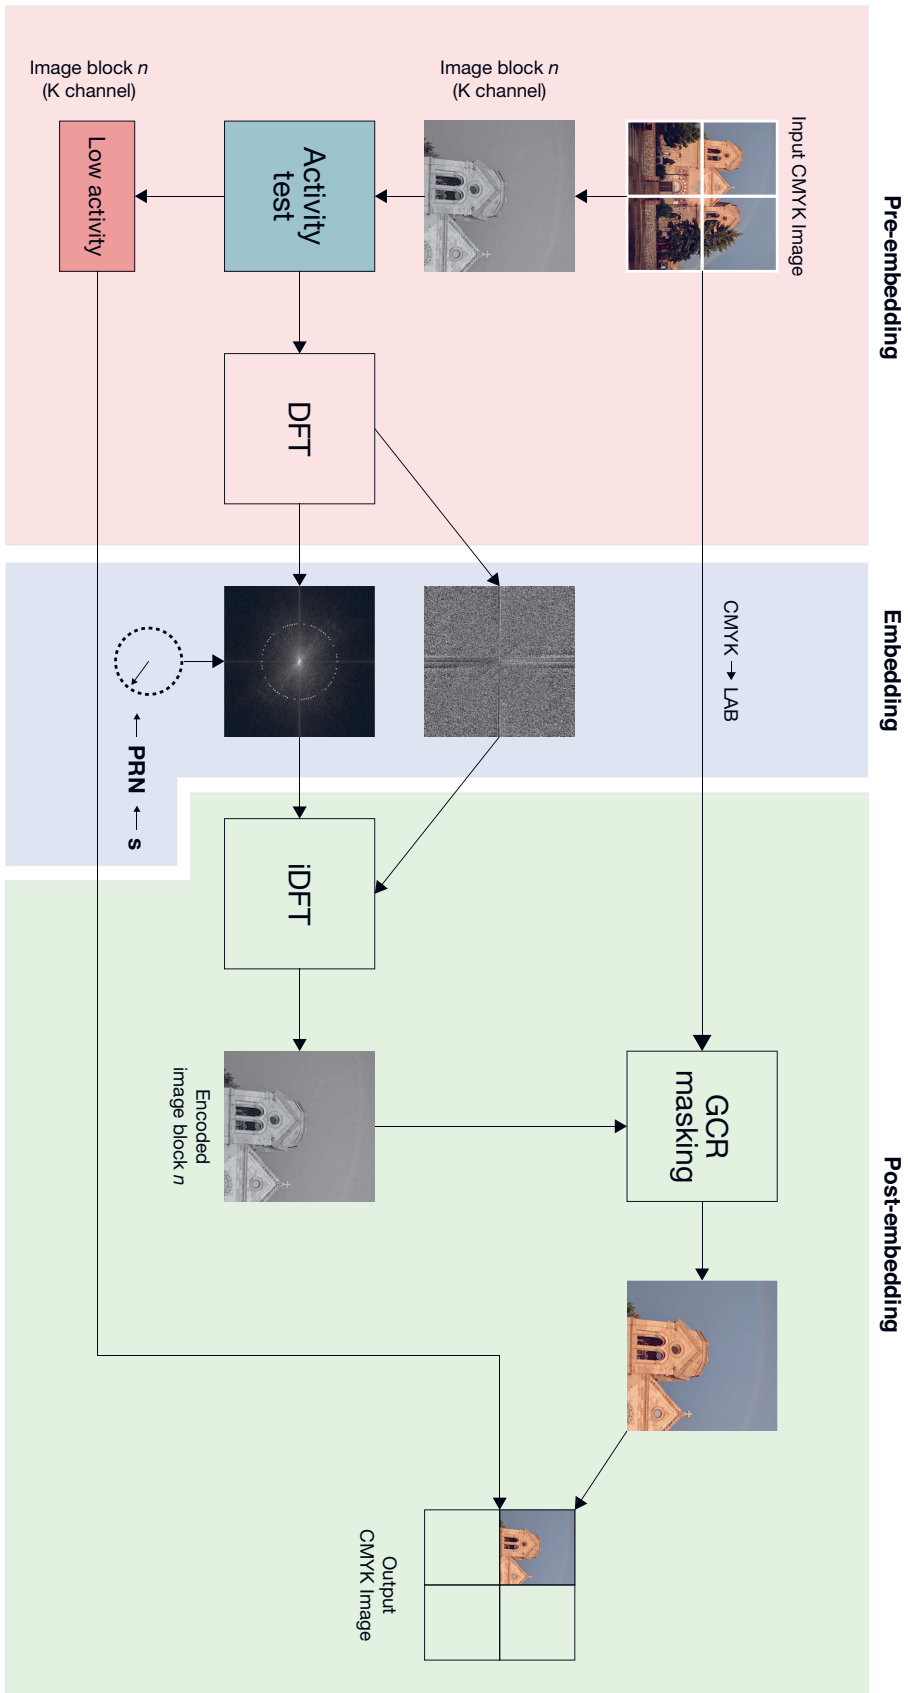 Pre-embedding
Embedding
Post-embedding
Input CMYK Image
Image block n
(K channel)
Activity
test
Image block n
(K channel)
Low activity
DFT
CMYK → LAB
s → PRN →
iDFT
Encoded
image block n
GCR
masking
Output
CMYK Image